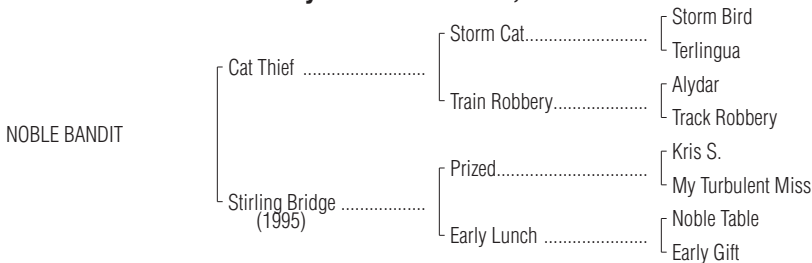 Storm Bird
Storm Cat..............................
Terlingua
Cat Thief ..............................
Alydar
Train Robbery.......................
Track Robbery
NOBLE BANDIT
Kris S.
Prized.....................................
My Turbulent Miss
Stirling Bridge ....................
(1995)
Noble Table
Early Lunch .........................
Early Gift